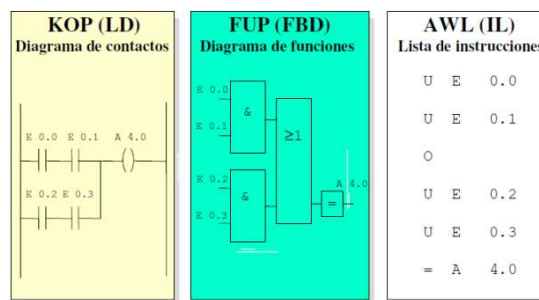 KOP (LD)
Diagrama de contactos
E 0.0 E 0.1 A 4.0
E 0.2 E 0.3
FUP (FBD)
Diagrama de funciones
E 0.0
&
E 0.1
≥1
E 0.2
&
E 0.3
A 4.0
=
AWL (IL)
Lista de instrucciones
U E 0.0
U E 0.1
O
U E 0.2
U E 0.3
= A 4.0